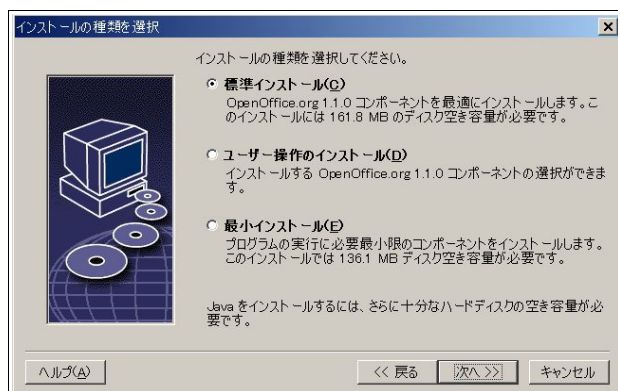 インストールの種類を選択
インストールの種類を選択してください。
標準インストール(C)
OpenOffice.org 1.1.0 コンポーネントを最適にインストールします。こ
のインストールには 161.8 MB のディスク空き容量が必要です。
ユーザー操作のインストール(D)
インストールする OpenOffice.org 1.1.0 コンポーネントの選択ができま
す。
最小インストール(E)
プログラムの実行に必要最小限のコンポーネントをインストールします。
このインストールでは 136.1 MB ディスク空き容量が必要です。
Java をインストールするには、さらに十分なハードディスクの空き容量が必
要です。
ヘルプ(A)
<< 戻る
次へ >>
キャンセル